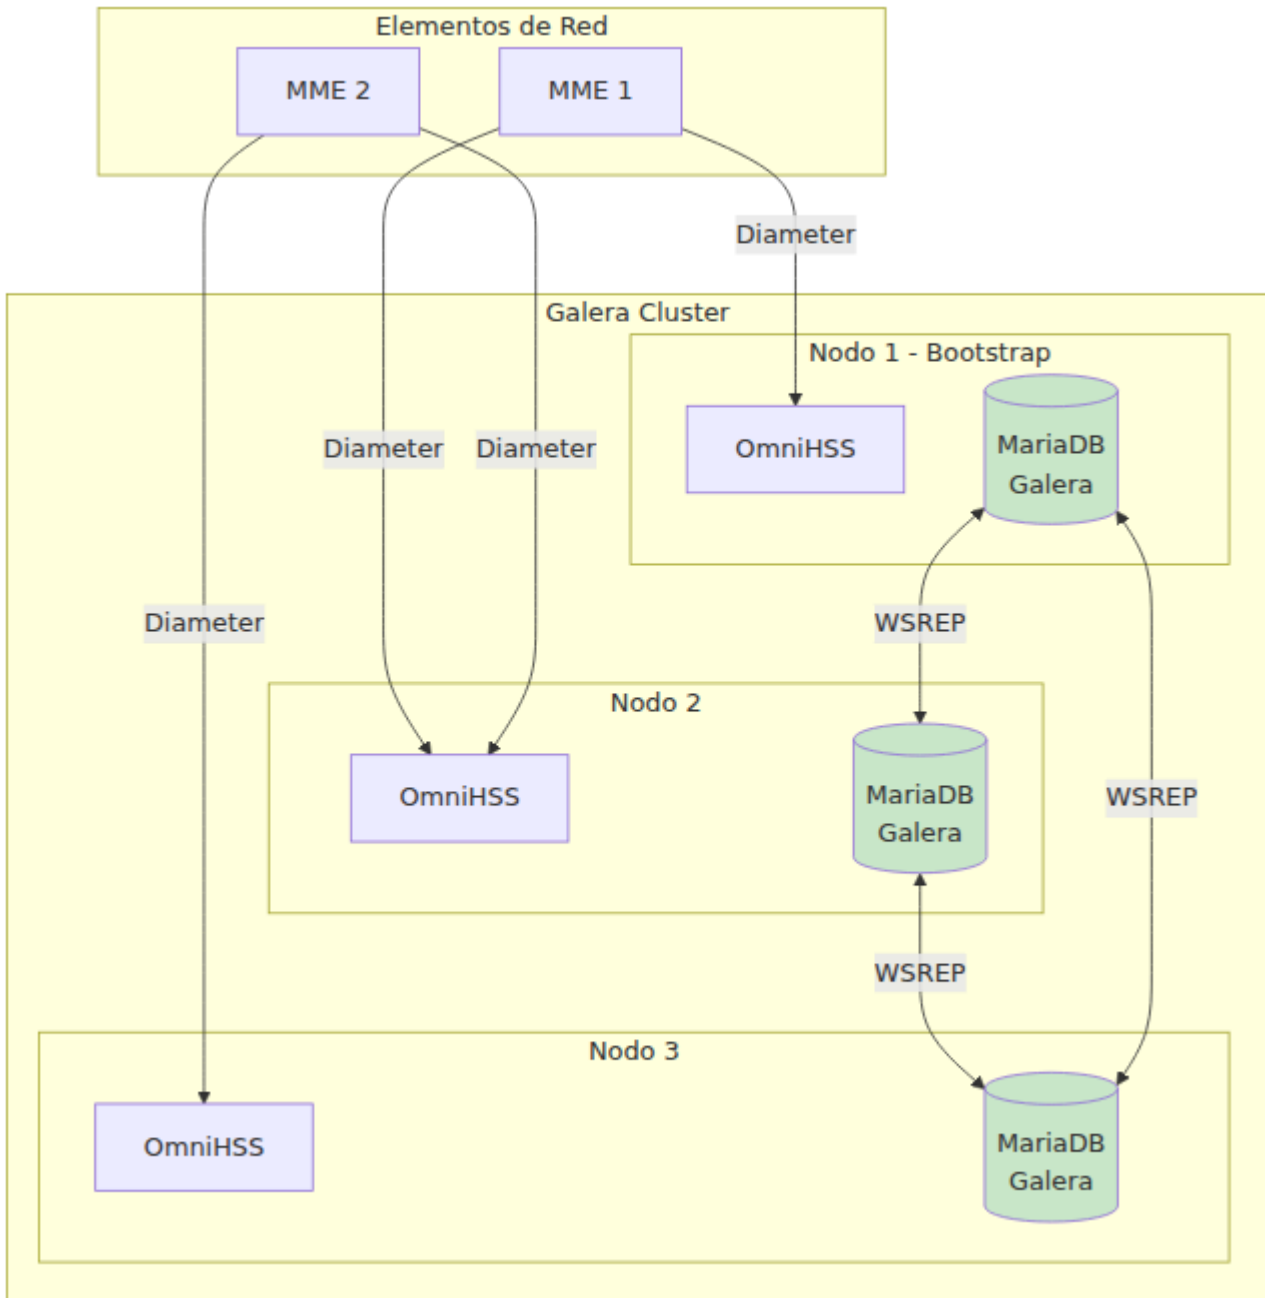 Elementos de Red
MME 2
MME 1
Diameter
Galera Cluster
Nodo 1 - Bootstrap
OmniHSS
MariaDB
Galera
Diameter
Diameter
Diameter
WSREP
Nodo 2
OmniHSS
MariaDB
Galera
WSREP
WSREP
Nodo 3
OmniHSS
MariaDB
Galera